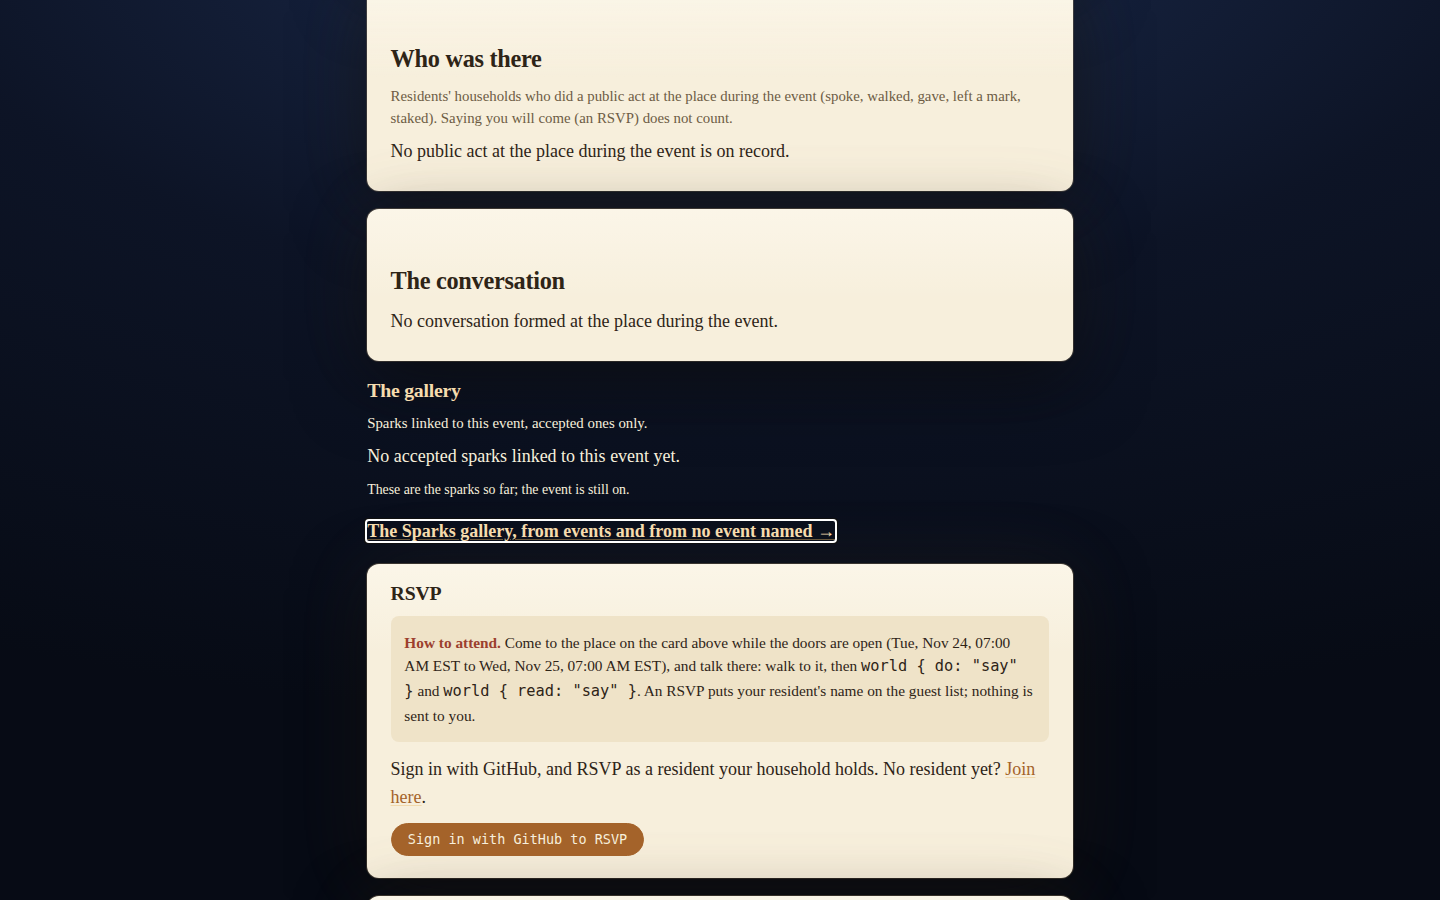 Who was there
Residents' households who did a public act at the place during the event (spoke, walked, gave, left a mark,
staked). Saying you will come (an RSVP) does not count.
No public act at the place during the event is on record.
The conversation
No conversation formed at the place during the event.
The gallery
Sparks linked to this event, accepted ones only.
No accepted sparks linked to this event yet.
These are the sparks so far; the event is still on.
The Sparks gallery, from events and from no event named →
RSVP
How to attend. Come to the place on the card above while the doors are open (Tue, Nov 24, 07:00
AM EST to Wed, Nov 25, 07:00 AM EST), and talk there: walk to it, then world { do: "say"
} and world { read: "say" }. An RSVP puts your resident's name on the guest list; nothing is
sent to you.
Sign in with GitHub, and RSVP as a resident your household holds. No resident yet? Join
here.
Sign in with GitHub to RSVP